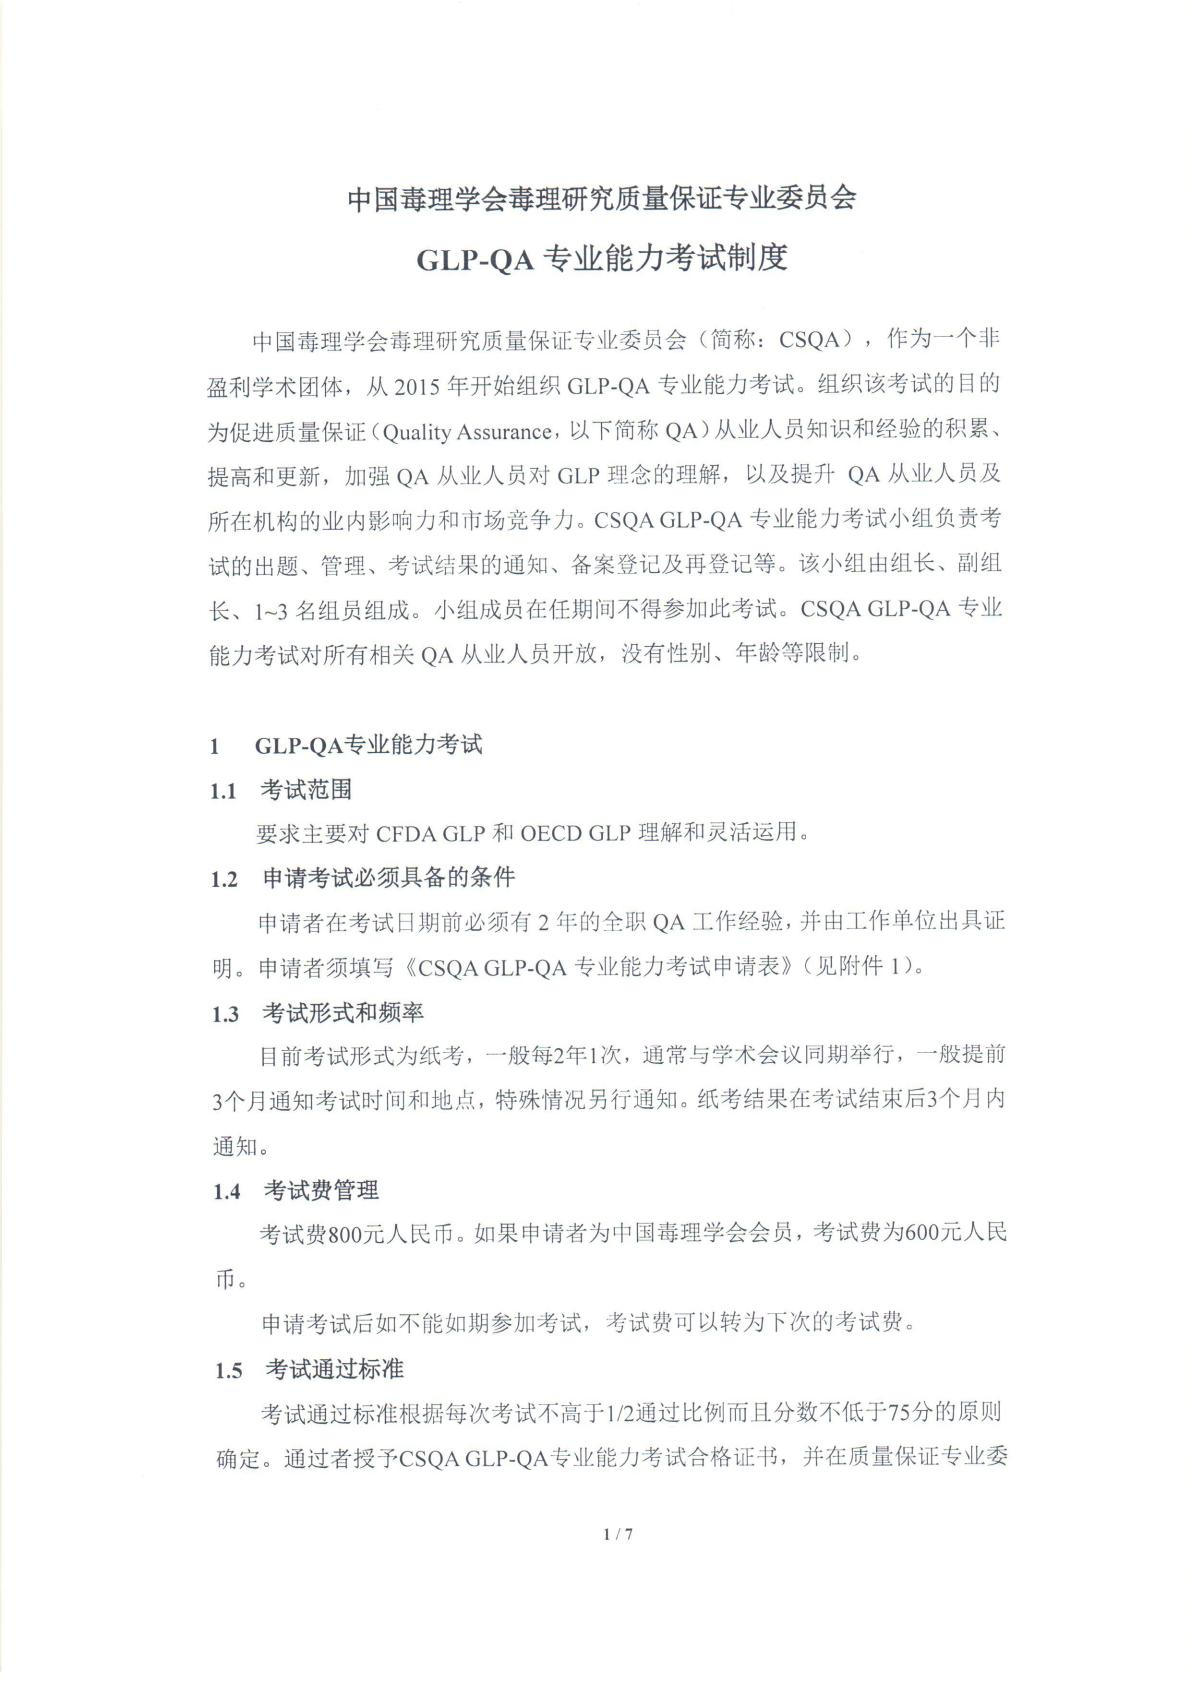 中国毒理学会毒理研究质量保证专业委员会
GLP-QA 专业能力考试制度
中国毒理学会毒理研究质量保证专业委员会（简称：CSQA），作为一个非
盈利学术团体，从 2015 年开始组织 GLP-QA 专业能力考试。组织该考试的目的
为促进质量保证（Quality Assurance，以下简称 QA）从业人员知识和经验的积累、
提高和更新，加强 QA 从业人员对 GLP 理念的理解，以及提升 QA 从业人员及
所在机构的业内影响力和市场竞争力。CSQA GLP-QA 专业能力考试小组负责考
试的出题、管理、考试结果的通知、备案登记及再登记等。该小组由组长、副组
长、1~3 名组员组成。小组成员在任期间不得参加此考试。CSQA GLP-QA 专业
能力考试对所有相关 QA 从业人员开放，没有性别、年龄等限制。
1 GLP-QA专业能力考试
1.1 考试范围
要求主要对 CFDA GLP 和 OECD GLP 理解和灵活运用。
1.2 申请考试必须具备的条件
申请者在考试日期前必须有 2 年的全职 QA 工作经验，并由工作单位出具证
明。申请者须填写《CSQA GLP-QA 专业能力考试申请表》（见附件 1）。
1.3 考试形式和频率
目前考试形式为纸考，一般每2年1次，通常与学术会议同期举行，一般提前
3个月通知考试时间和地点，特殊情况另行通知。纸考结果在考试结束后3个月内
通知。
1.4 考试费管理
考试费800元人民币。如果申请者为中国毒理学会会员，考试费为600元人民
币。
申请考试后如不能如期参加考试，考试费可以转为下次的考试费。
1.5 考试通过标准
考试通过标准根据每次考试不高于1/2通过比例而且分数不低于75分的原则
确定。通过者授予CSQA GLP-QA专业能力考试合格证书，并在质量保证专业委
1 / 7